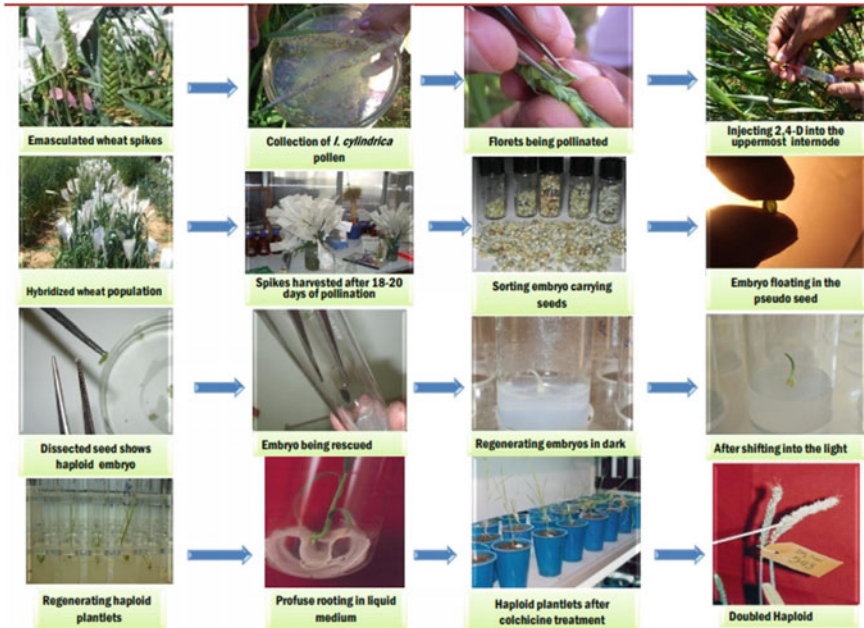 Emasculated wheat spikes
Collection of I. cylindrica
pollen
Florets being pollinated
Injecting 2,4-D into the
uppermost internode
Hybridized wheat population
Spikes harvested after 18-20
days of pollination
Sorting embryo carrying
seeds
Embryo floating in the
pseudo seed
Dissected seed shows
haploid embryo
Embryo being rescued
Regenerating embryos in dark
After shifting into the light
Regenerating haploid
plantlets
Profuse rooting in liquid
medium
Haploid plantlets after
colchicine treatment
Doubled Haploid